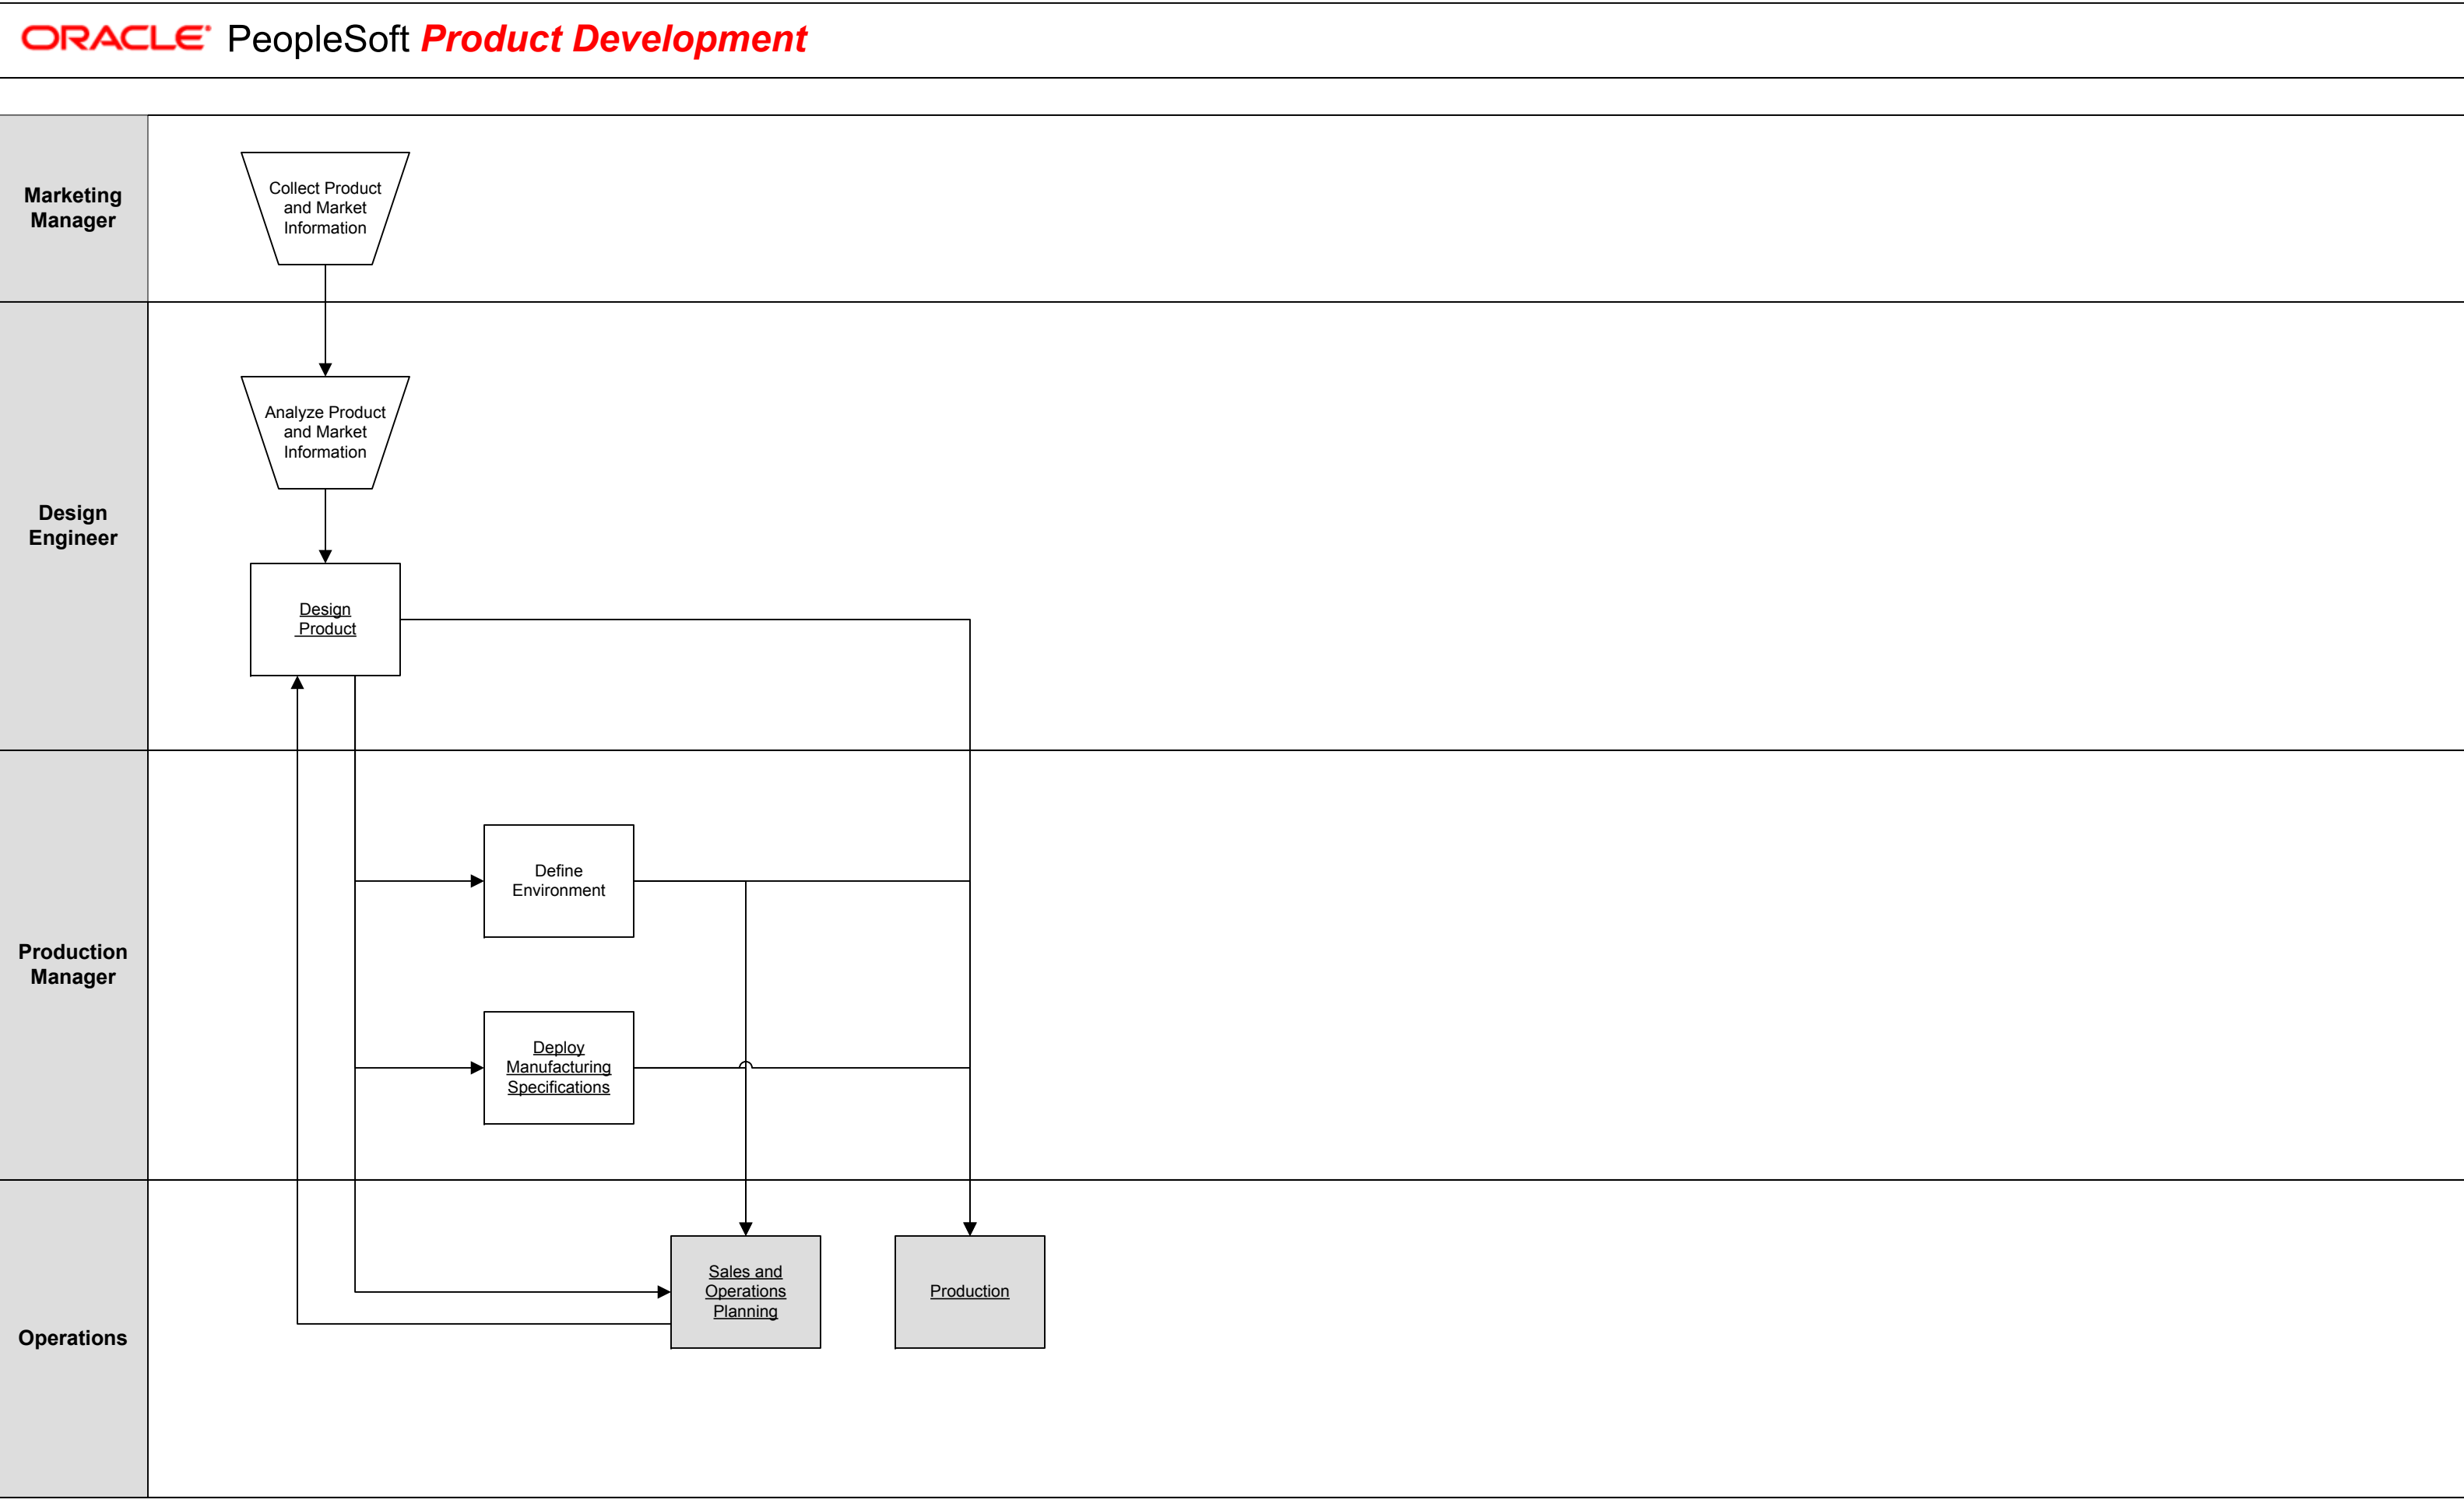 ORACLE PeopleSoft Product Development
Marketing
Manager
Collect Product
and Market
Information
Design
Engineer
Analyze Product
and Market
Information
Design
Product
Production
Manager
Define
Environment
Deploy
Manufacturing
Specifications
Operations
Sales and
Operations
Planning
Production